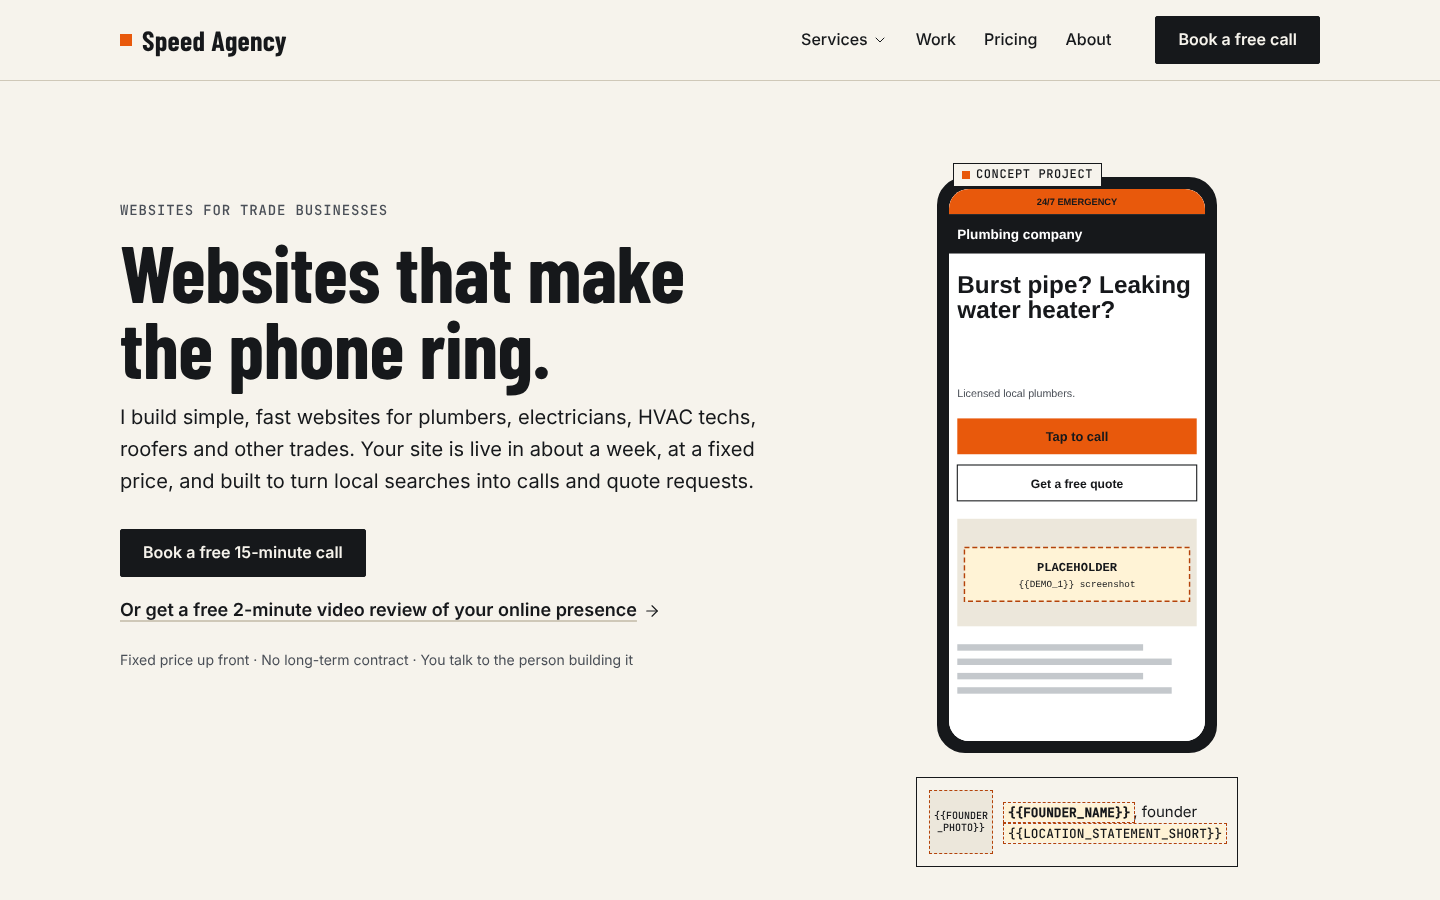 Speed Agency
Services
Work
Pricing
About
Book a free call
WEBSITES FOR TRADE BUSINESSES
Websites that make
the phone ring.
I build simple, fast websites for plumbers, electricians, HVAC techs,
roofers and other trades. Your site is live in about a week, at a fixed
price, and built to turn local searches into calls and quote requests.
Book a free 15-minute call
Or get a free 2-minute video review of your online presence →
Fixed price up front · No long-term contract · You talk to the person building it
CONCEPT PROJECT
24/7 EMERGENCY
Plumbing company
Burst pipe? Leaking
water heater?
Licensed local plumbers.
Tap to call
Get a free quote
PLACEHOLDER
{{DEMO_1}} screenshot
{{FOUNDER
_PHOTO}}
{{FOUNDER_NAME}}, founder
{{LOCATION_STATEMENT_SHORT}}